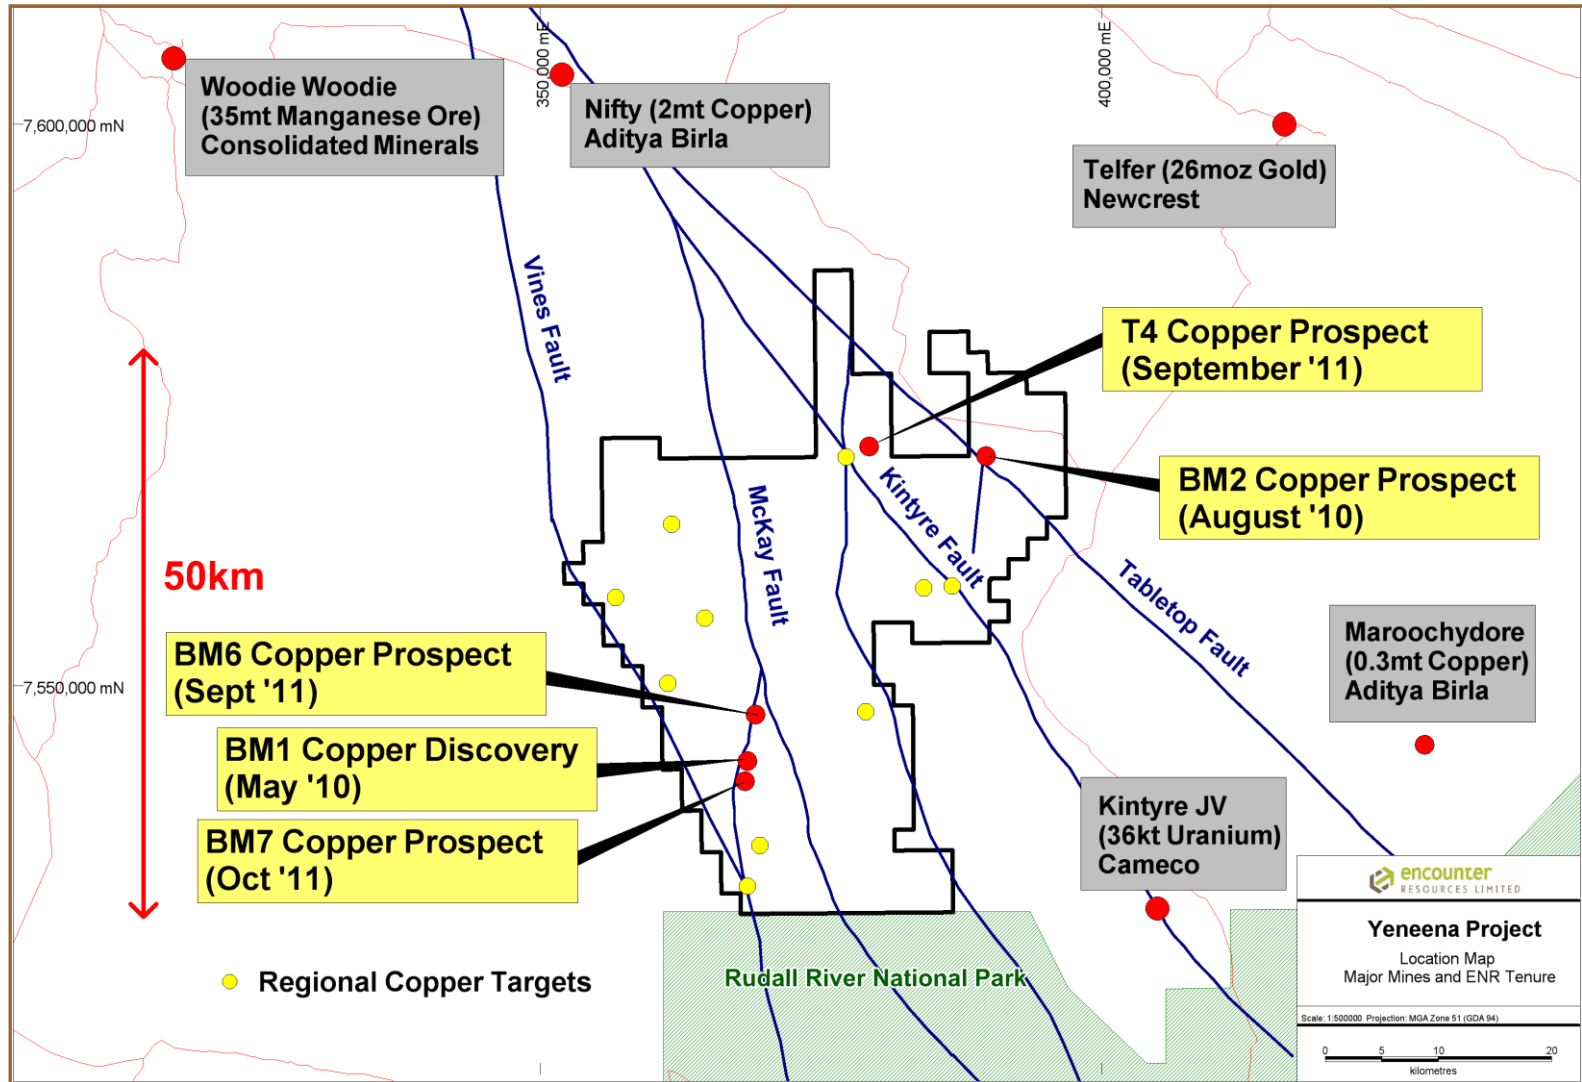 350,000 mE
400,000 mE
7,600,000 mN
Woodie Woodie
(35mt Manganese Ore)
Consolidated Minerals
Nifty (2mt Copper)
Aditya Birla
Telfer (26moz Gold)
Newcrest
Vines Fault
T4 Copper Prospect
(September '11)
BM2 Copper Prospect
(August '10)
McKay Fault
Kintyre Fault
Tabletop Fault
50km
Maroochydore
(0.3mt Copper)
Aditya Birla
BM6 Copper Prospect
(Sept '11)
7,550,000 mN
BM1 Copper Discovery
(May '10)
BM7 Copper Prospect
(Oct '11)
Kintyre JV
(36kt Uranium)
Cameco
Regional Copper Targets
Rudall River National Park
encounter
RESOURCES LIMITED
Yeneena Project
Location Map
Major Mines and ENR Tenure
Scale: 1:500000 Projection: MGA Zone 51 (GDA 94)
0 5 10 20
kilometres